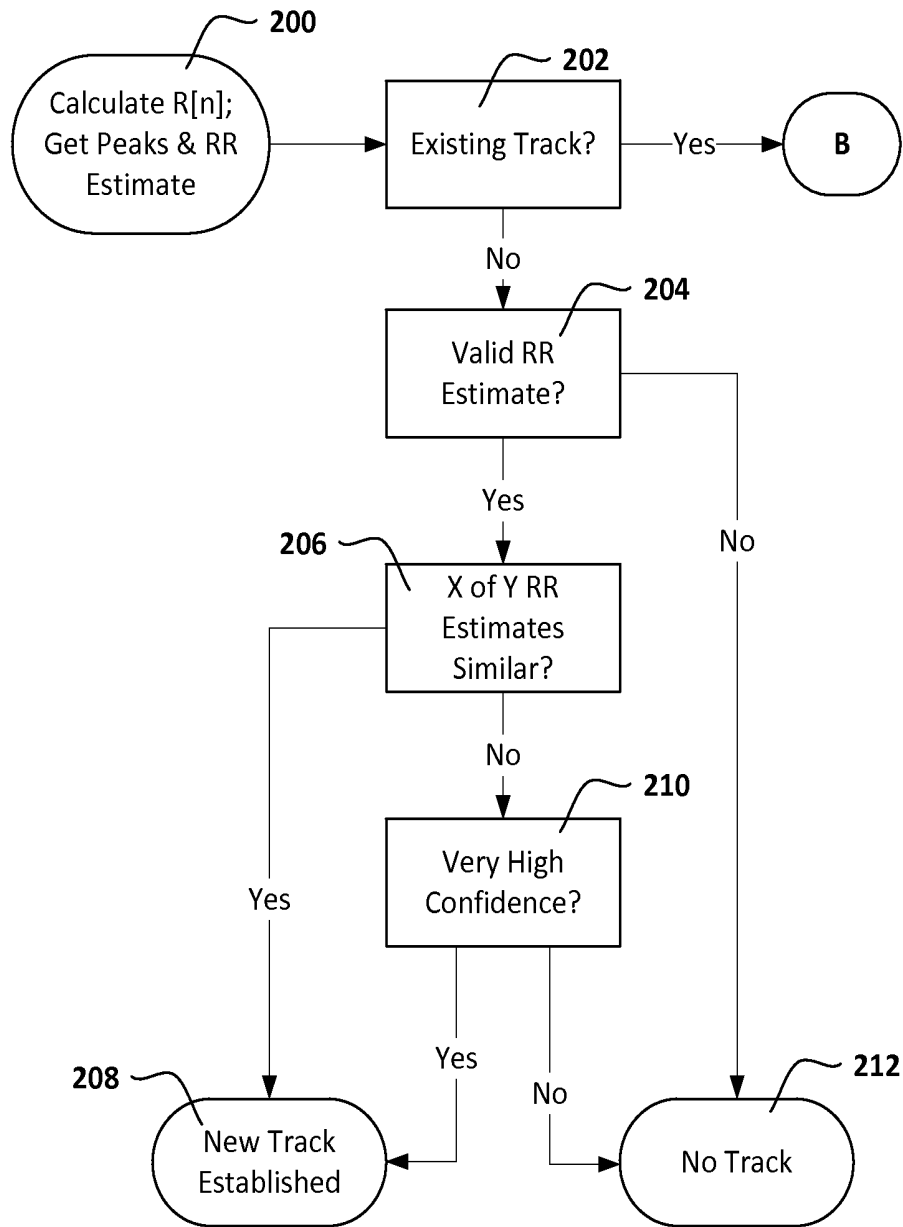 200
Calculate R[n];
Get Peaks & RR
Estimate
202
Existing Track?
Yes
B
No
204
Valid RR
Estimate?
Yes
No
206
X of Y RR
Estimates
Similar?
No
210
Very High
Confidence?
Yes
Yes
No
208
New Track
Established
212
No Track